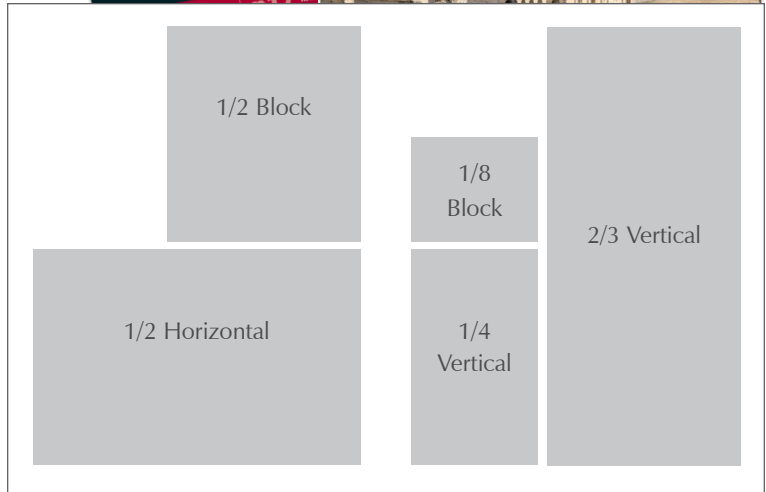 1/2 Block
1/8
Block
2/3 Vertical
1/2 Horizontal
1/4
Vertical